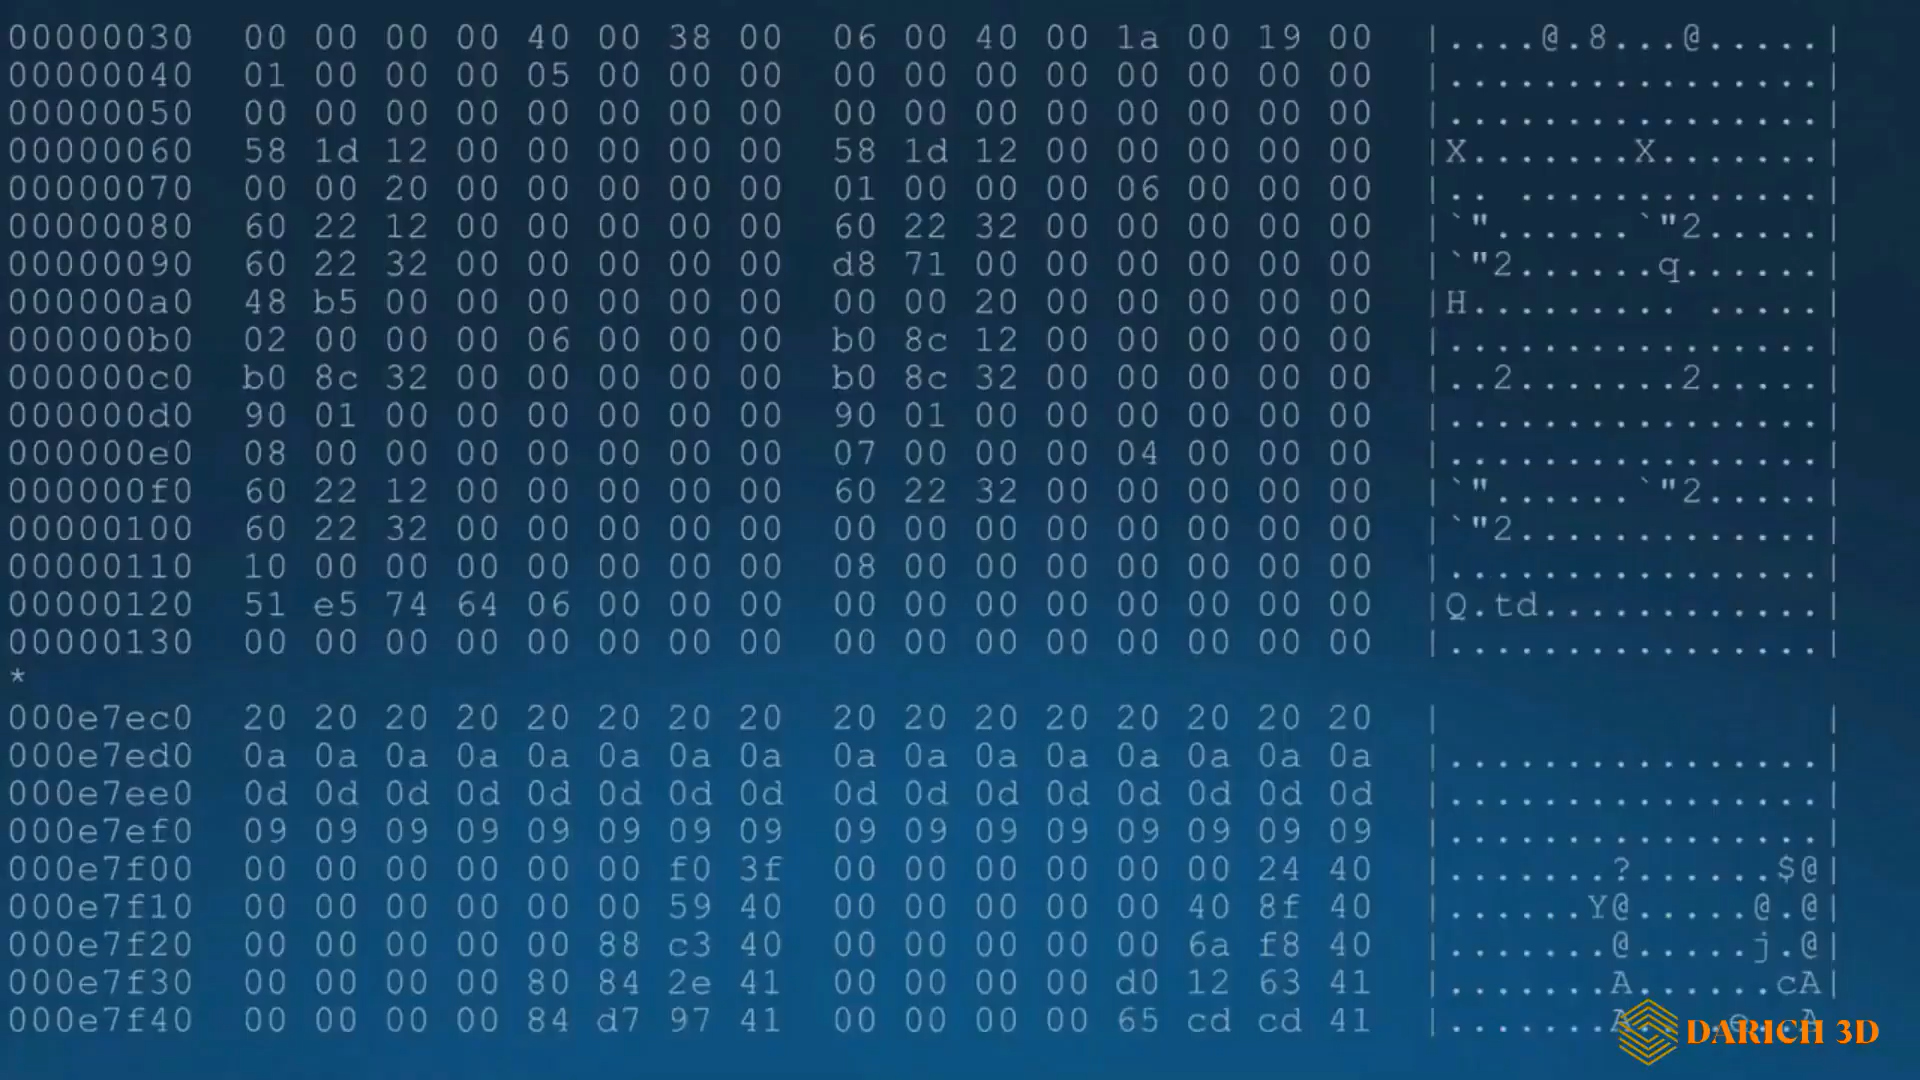 00000030 00 00 00 00 40 00 38 00 06 00 40 00 1a 00 19 00 |....@.8...@.....|
00000040 01 00 00 00 05 00 00 00 00 00 00 00 00 00 00 00 |................|
00000050 00 00 00 00 00 00 00 00 00 00 00 00 00 00 00 00 |................|
00000060 58 1d 12 00 00 00 00 00 58 1d 12 00 00 00 00 00 |X.......X.......|
00000070 00 00 20 00 00 00 00 00 01 00 00 00 06 00 00 00 |.. .............|
00000080 60 22 12 00 00 00 00 00 60 22 32 00 00 00 00 00 |`"......`"2.....|
00000090 60 22 32 00 00 00 00 00 d8 71 00 00 00 00 00 00 |`"2......q......|
000000a0 48 b5 00 00 00 00 00 00 00 00 20 00 00 00 00 00 |H......... .....|
000000b0 02 00 00 00 06 00 00 00 b0 8c 12 00 00 00 00 00 |................|
000000c0 b0 8c 32 00 00 00 00 00 b0 8c 32 00 00 00 00 00 |..2.......2.....|
000000d0 90 01 00 00 00 00 00 00 90 01 00 00 00 00 00 00 |................|
000000e0 08 00 00 00 00 00 00 00 07 00 00 00 04 00 00 00 |................|
000000f0 60 22 12 00 00 00 00 00 60 22 32 00 00 00 00 00 |`"......`"2.....|
00000100 60 22 32 00 00 00 00 00 00 00 00 00 00 00 00 00 |`"2.............|
00000110 10 00 00 00 00 00 00 00 08 00 00 00 00 00 00 00 |................|
00000120 51 e5 74 64 06 00 00 00 00 00 00 00 00 00 00 00 |Q.td............|
00000130 00 00 00 00 00 00 00 00 00 00 00 00 00 00 00 00 |................|
*
000e7ec0 20 20 20 20 20 20 20 20 20 20 20 20 20 20 20 20 |                |
000e7ed0 0a 0a 0a 0a 0a 0a 0a 0a 0a 0a 0a 0a 0a 0a 0a 0a |................|
000e7ee0 0d 0d 0d 0d 0d 0d 0d 0d 0d 0d 0d 0d 0d 0d 0d 0d |................|
000e7ef0 09 09 09 09 09 09 09 09 09 09 09 09 09 09 09 09 |................|
000e7f00 00 00 00 00 00 00 f0 3f 00 00 00 00 00 00 24 40 |.......?......$@|
000e7f10 00 00 00 00 00 00 59 40 00 00 00 00 00 40 8f 40 |......Y@.....@.@|
000e7f20 00 00 00 00 00 88 c3 40 00 00 00 00 00 6a f8 40 |.......@.....j.@|
000e7f30 00 00 00 00 80 84 2e 41 00 00 00 00 d0 12 63 41 |.......A......cA|
000e7f40 00 00 00 00 84 d7 97 41 00 00 00 00 65 cd cd 41 |.......A....e..A
DARICH 3D